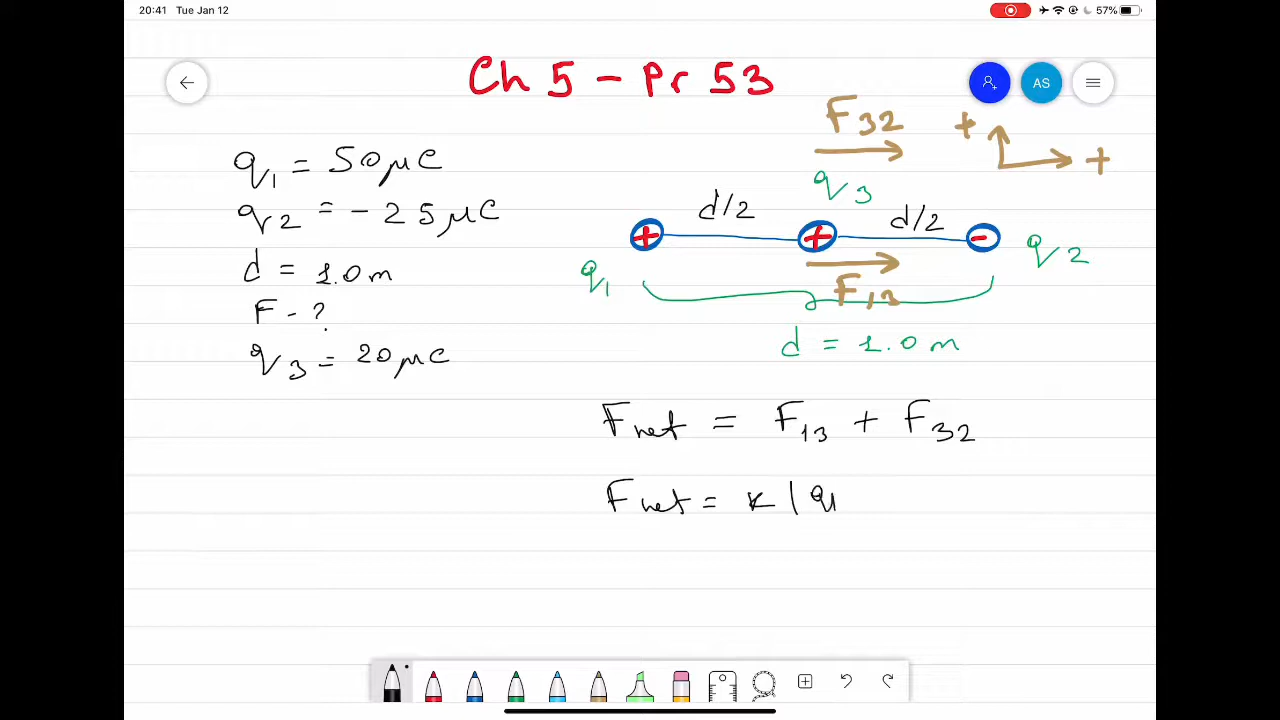 20:41 Tue Jan 12
57%
Ch 5 - Pr 53
AS
F32
+
+
q1 = 50μC
q3
q2 = - 25μC
d/2
d/2
q1
q2
d = 1.0m
F13
F - ?
q3 = 20μC
d = 1.0m
Fnet = F13 + F32
Fnet = k|q1